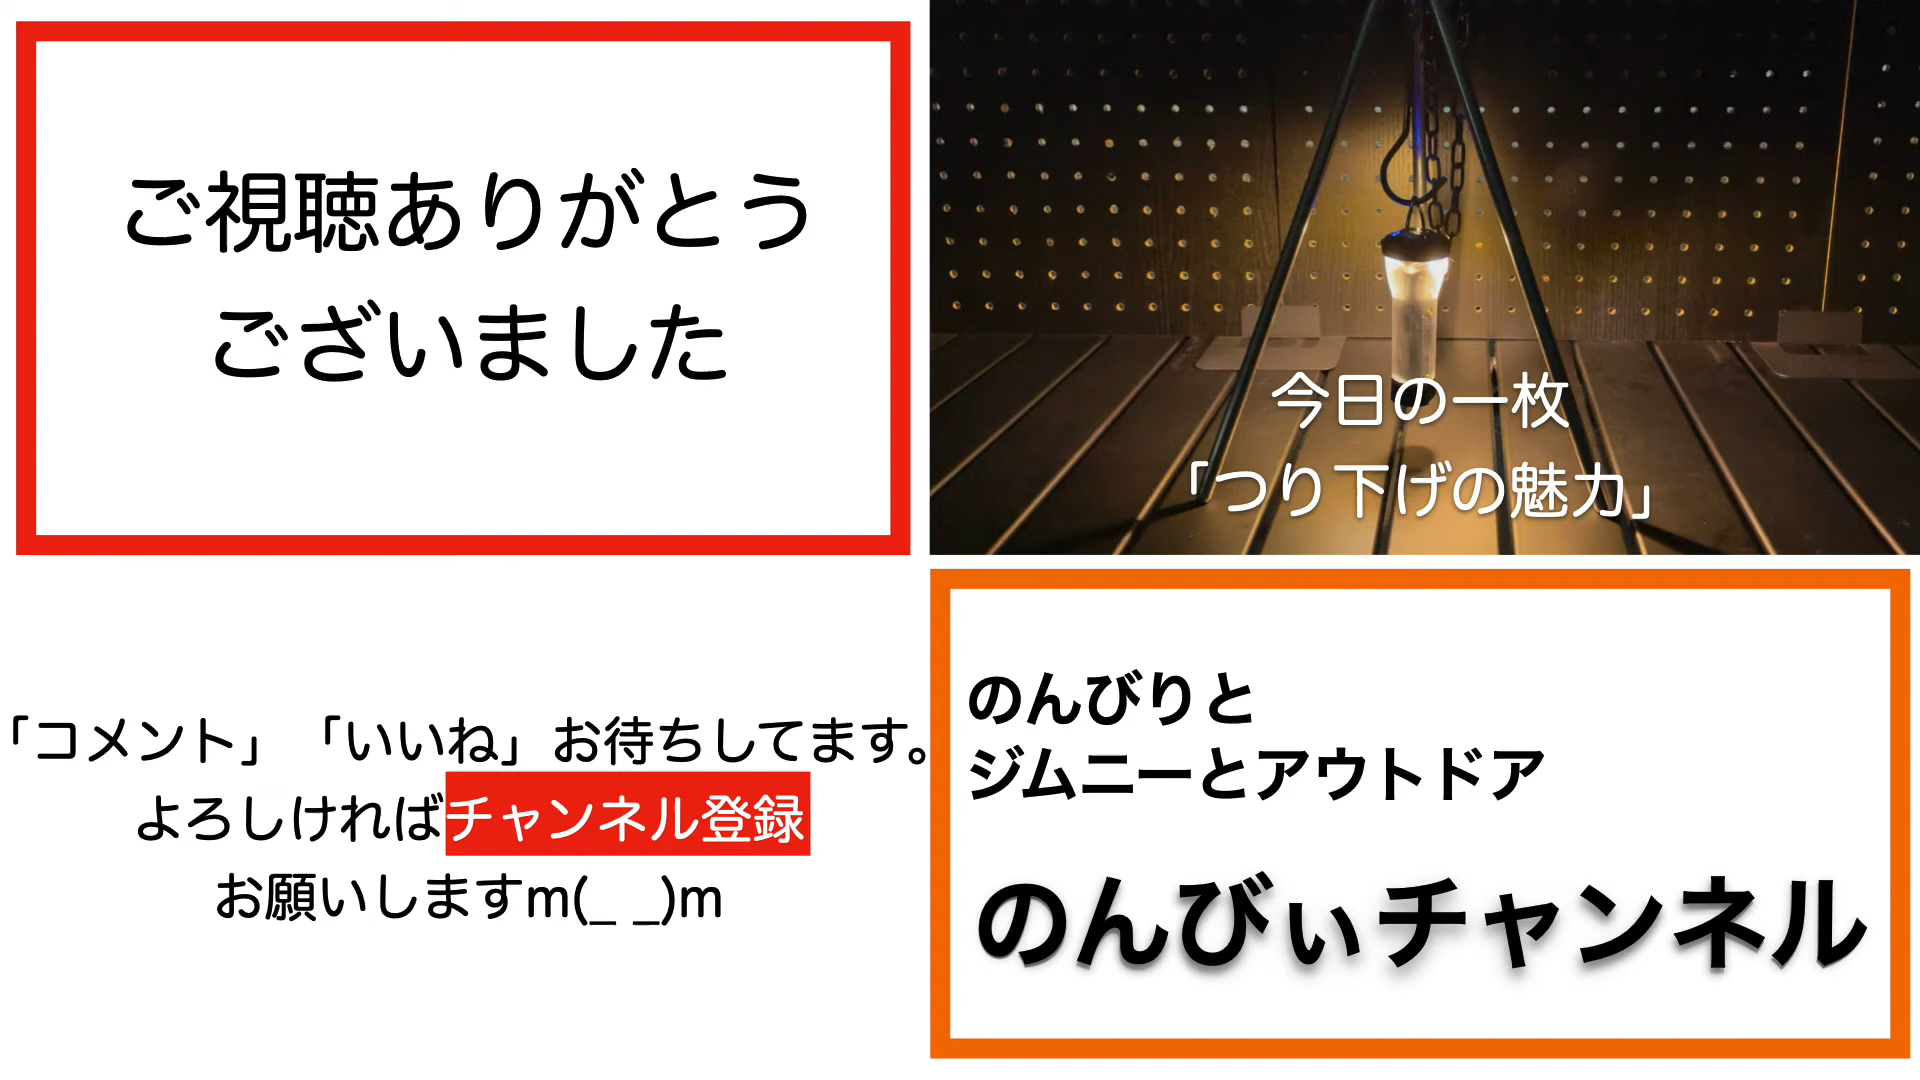 ご視聴ありがとう
ございました
今日の一枚
「つり下げの魅力」
「コメント」「いいね」お待ちしてます。
よろしければチャンネル登録
お願いしますm(_ _)m
のんびりと
ジムニーとアウトドア
のんびぃチャンネル